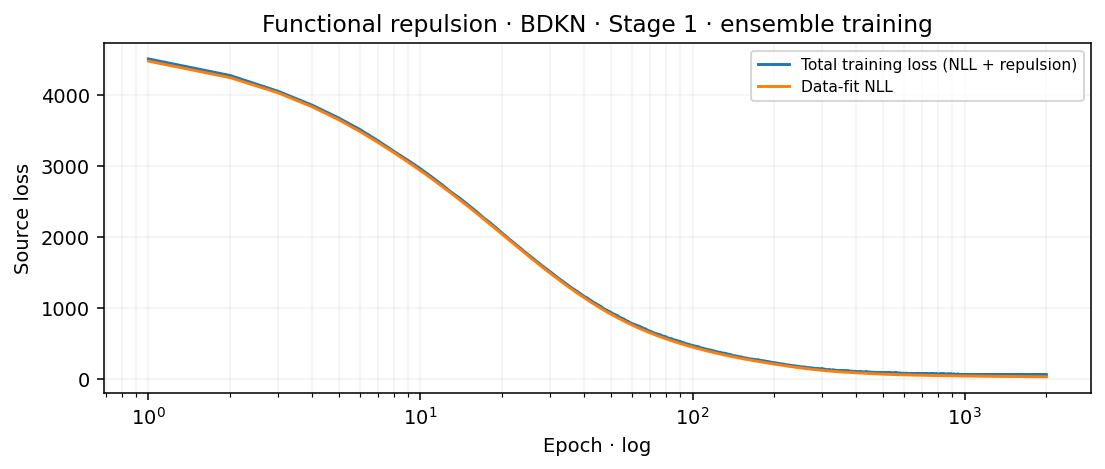 Functional repulsion · BDKN · Stage 1 · ensemble training
Total training loss (NLL + repulsion)
Data-fit NLL
Source loss
4000
3000
2000
1000
0
10⁰
10¹
10²
10³
Epoch · log